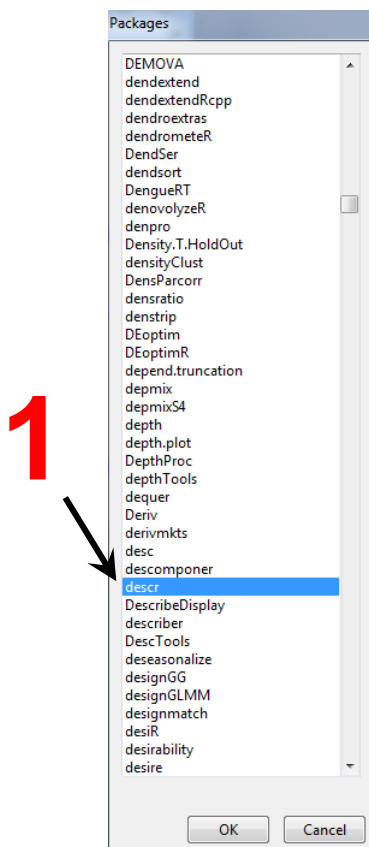 Packages
DEMOVA
dendextend
dendextendRcpp
dendroextras
dendrometeR
DendSer
dendsort
DengueRT
denovolyzeR
denpro
Density.T.HoldOut
densityClust
DensParcorr
densratio
denstrip
DEoptim
DEoptimR
depend.truncation
depmix
depmixS4
depth
depth.plot
DepthProc
depthTools
dequer
Deriv
derivmkts
desc
descomponer
descr
DescribeDisplay
describer
DescTools
deseasonalize
designGG
designGLMM
designmatch
desiR
desirability
desire
1
OK Cancel